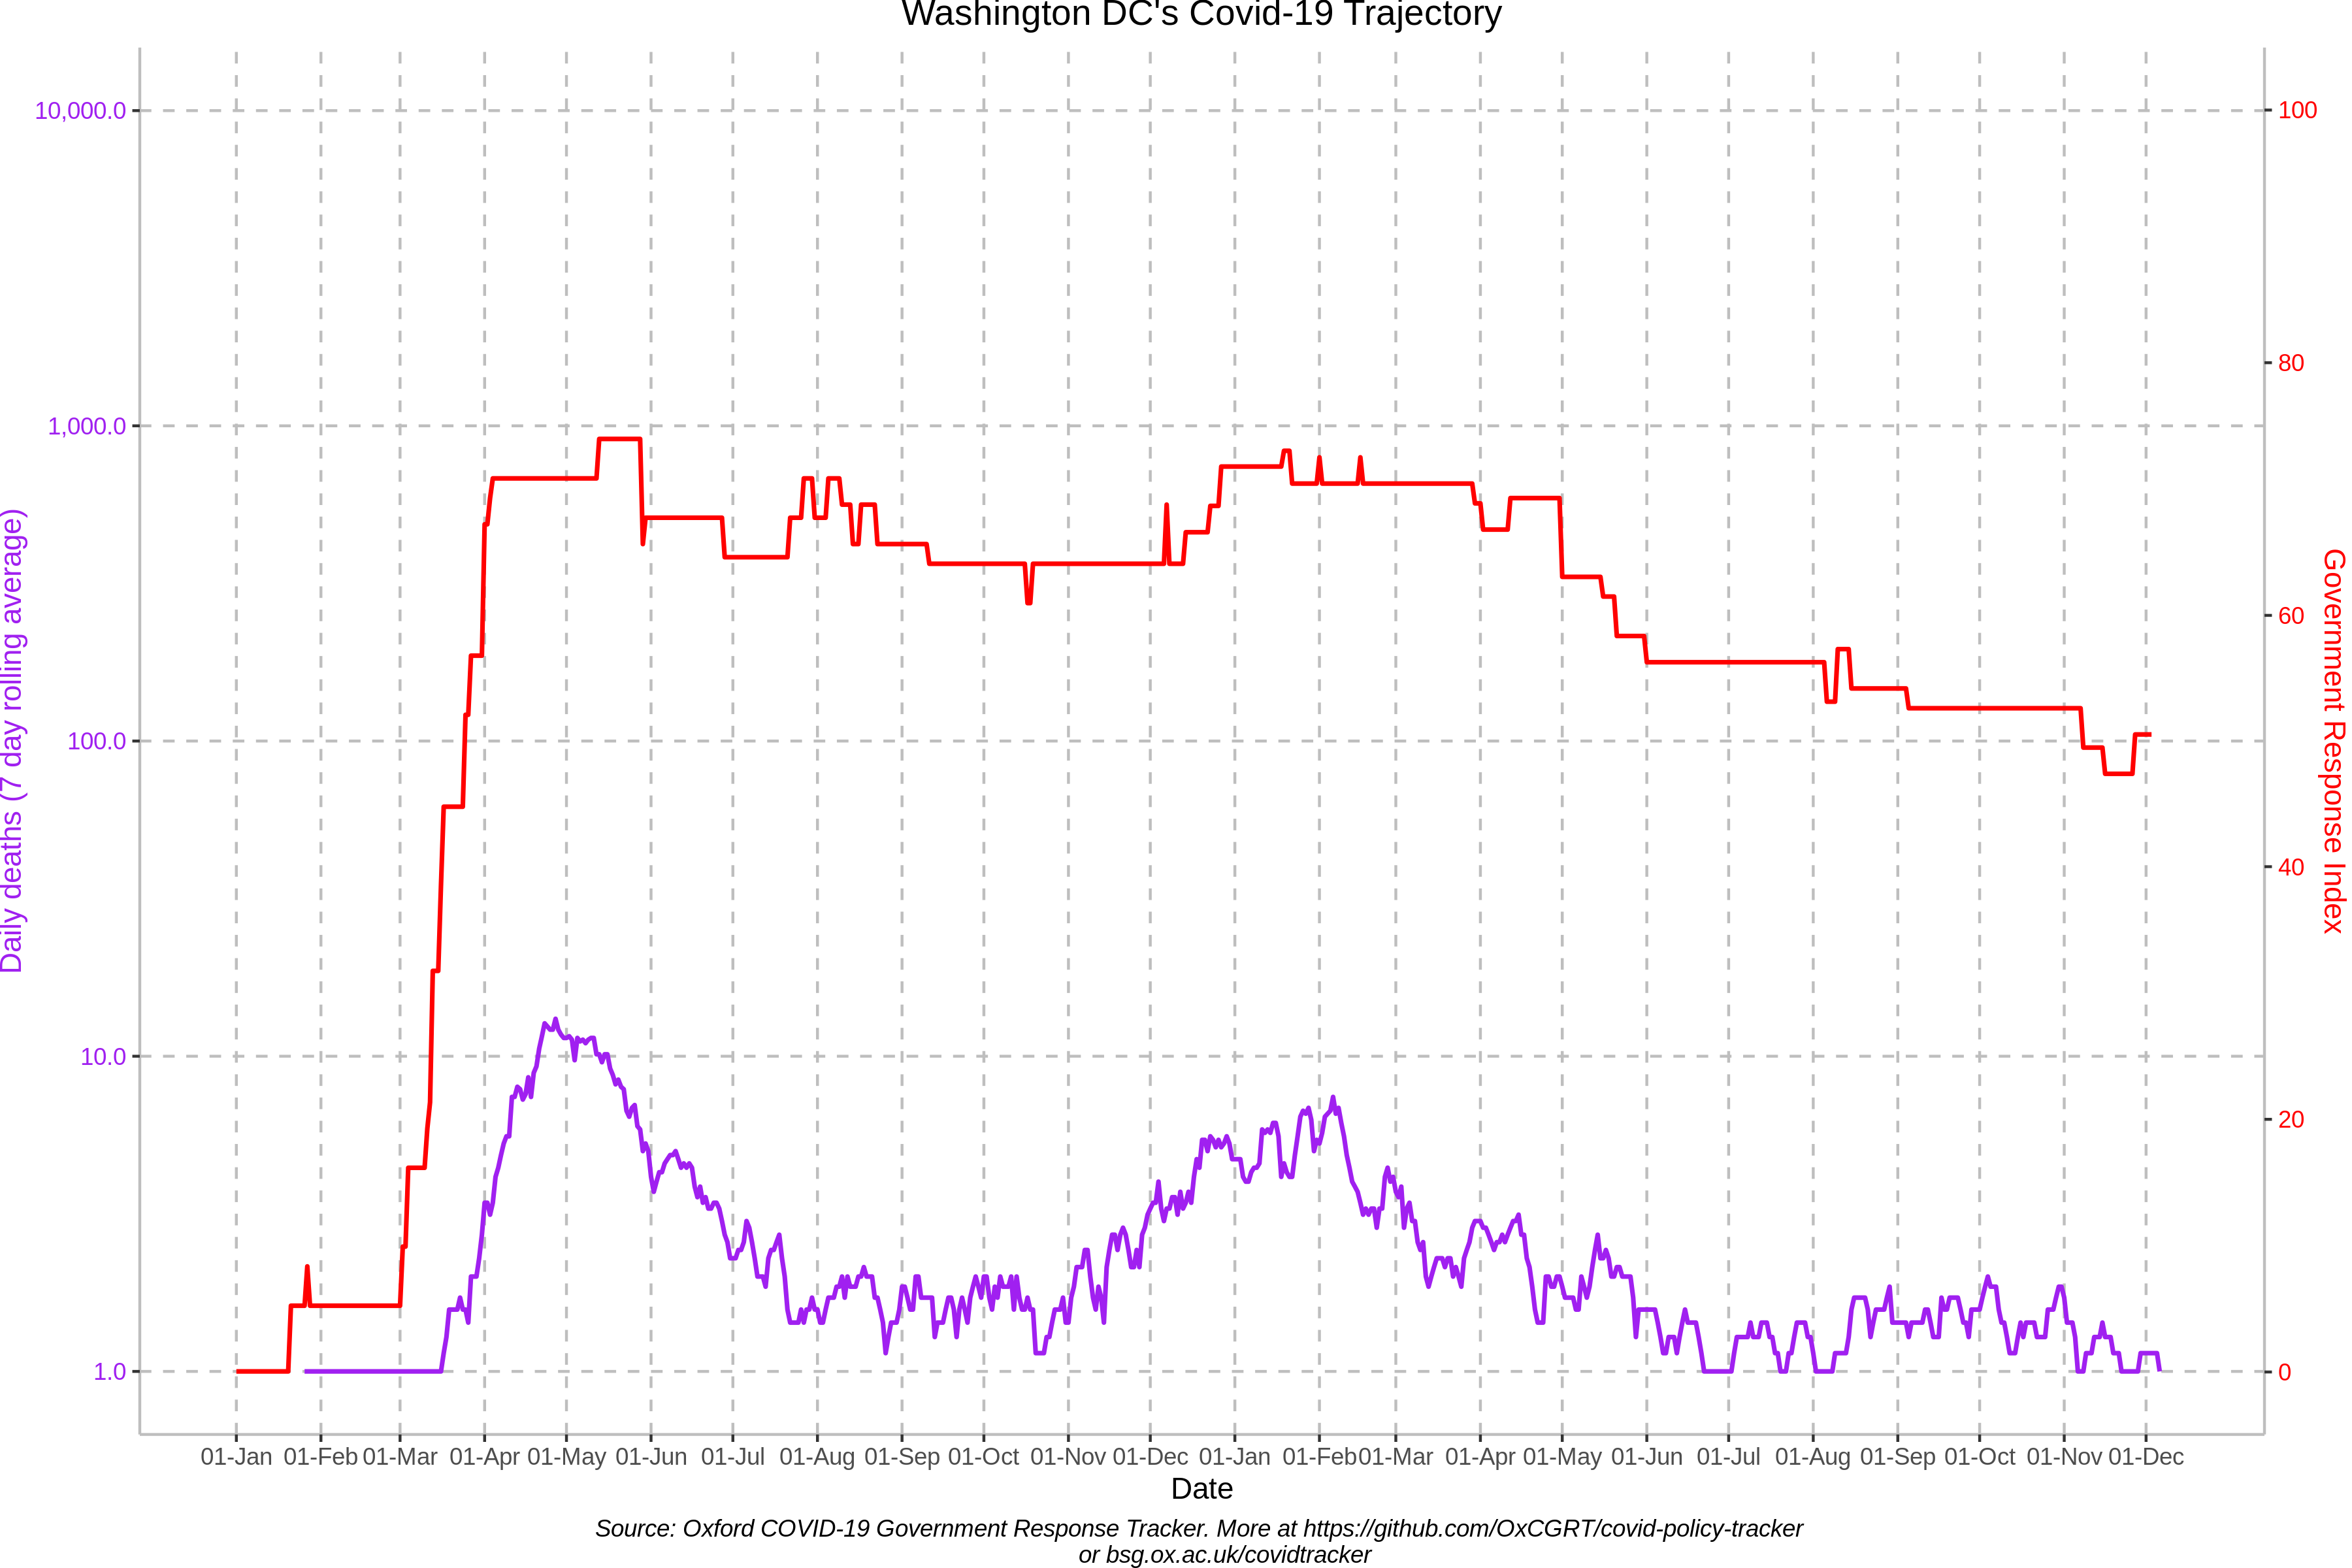 Washington DC's Covid-19 Trajectory
10,000.0
1,000.0
100.0
10.0
1.0
Daily deaths (7 day rolling average)
100
80
60
40
20
0
Government Response Index
01-Jan 01-Feb 01-Mar 01-Apr 01-May 01-Jun 01-Jul 01-Aug 01-Sep 01-Oct 01-Nov 01-Dec 01-Jan 01-Feb 01-Mar 01-Apr 01-May 01-Jun 01-Jul 01-Aug 01-Sep 01-Oct 01-Nov 01-Dec
Date
Source: Oxford COVID-19 Government Response Tracker. More at https://github.com/OxCGRT/covid-policy-tracker
or bsg.ox.ac.uk/covidtracker